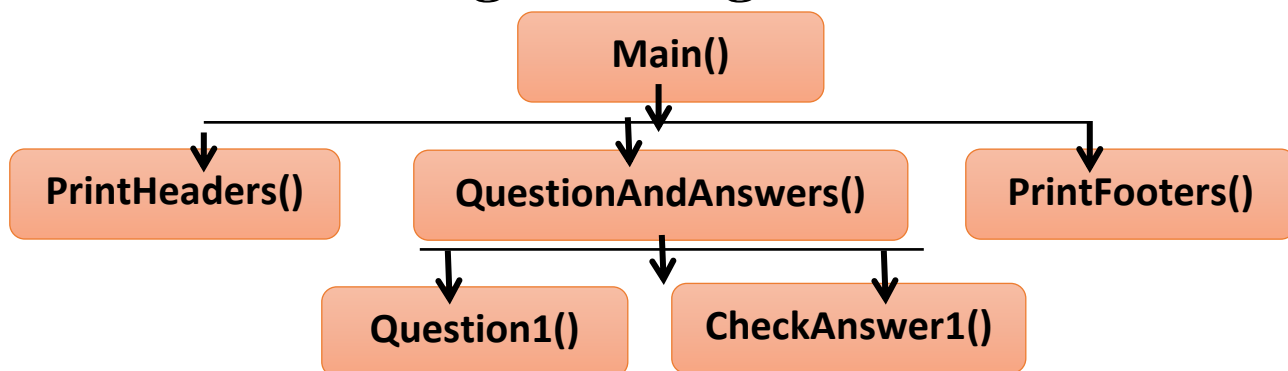 Main()
PrintHeaders()
QuestionAndAnswers()
PrintFooters()
Question1()
CheckAnswer1()